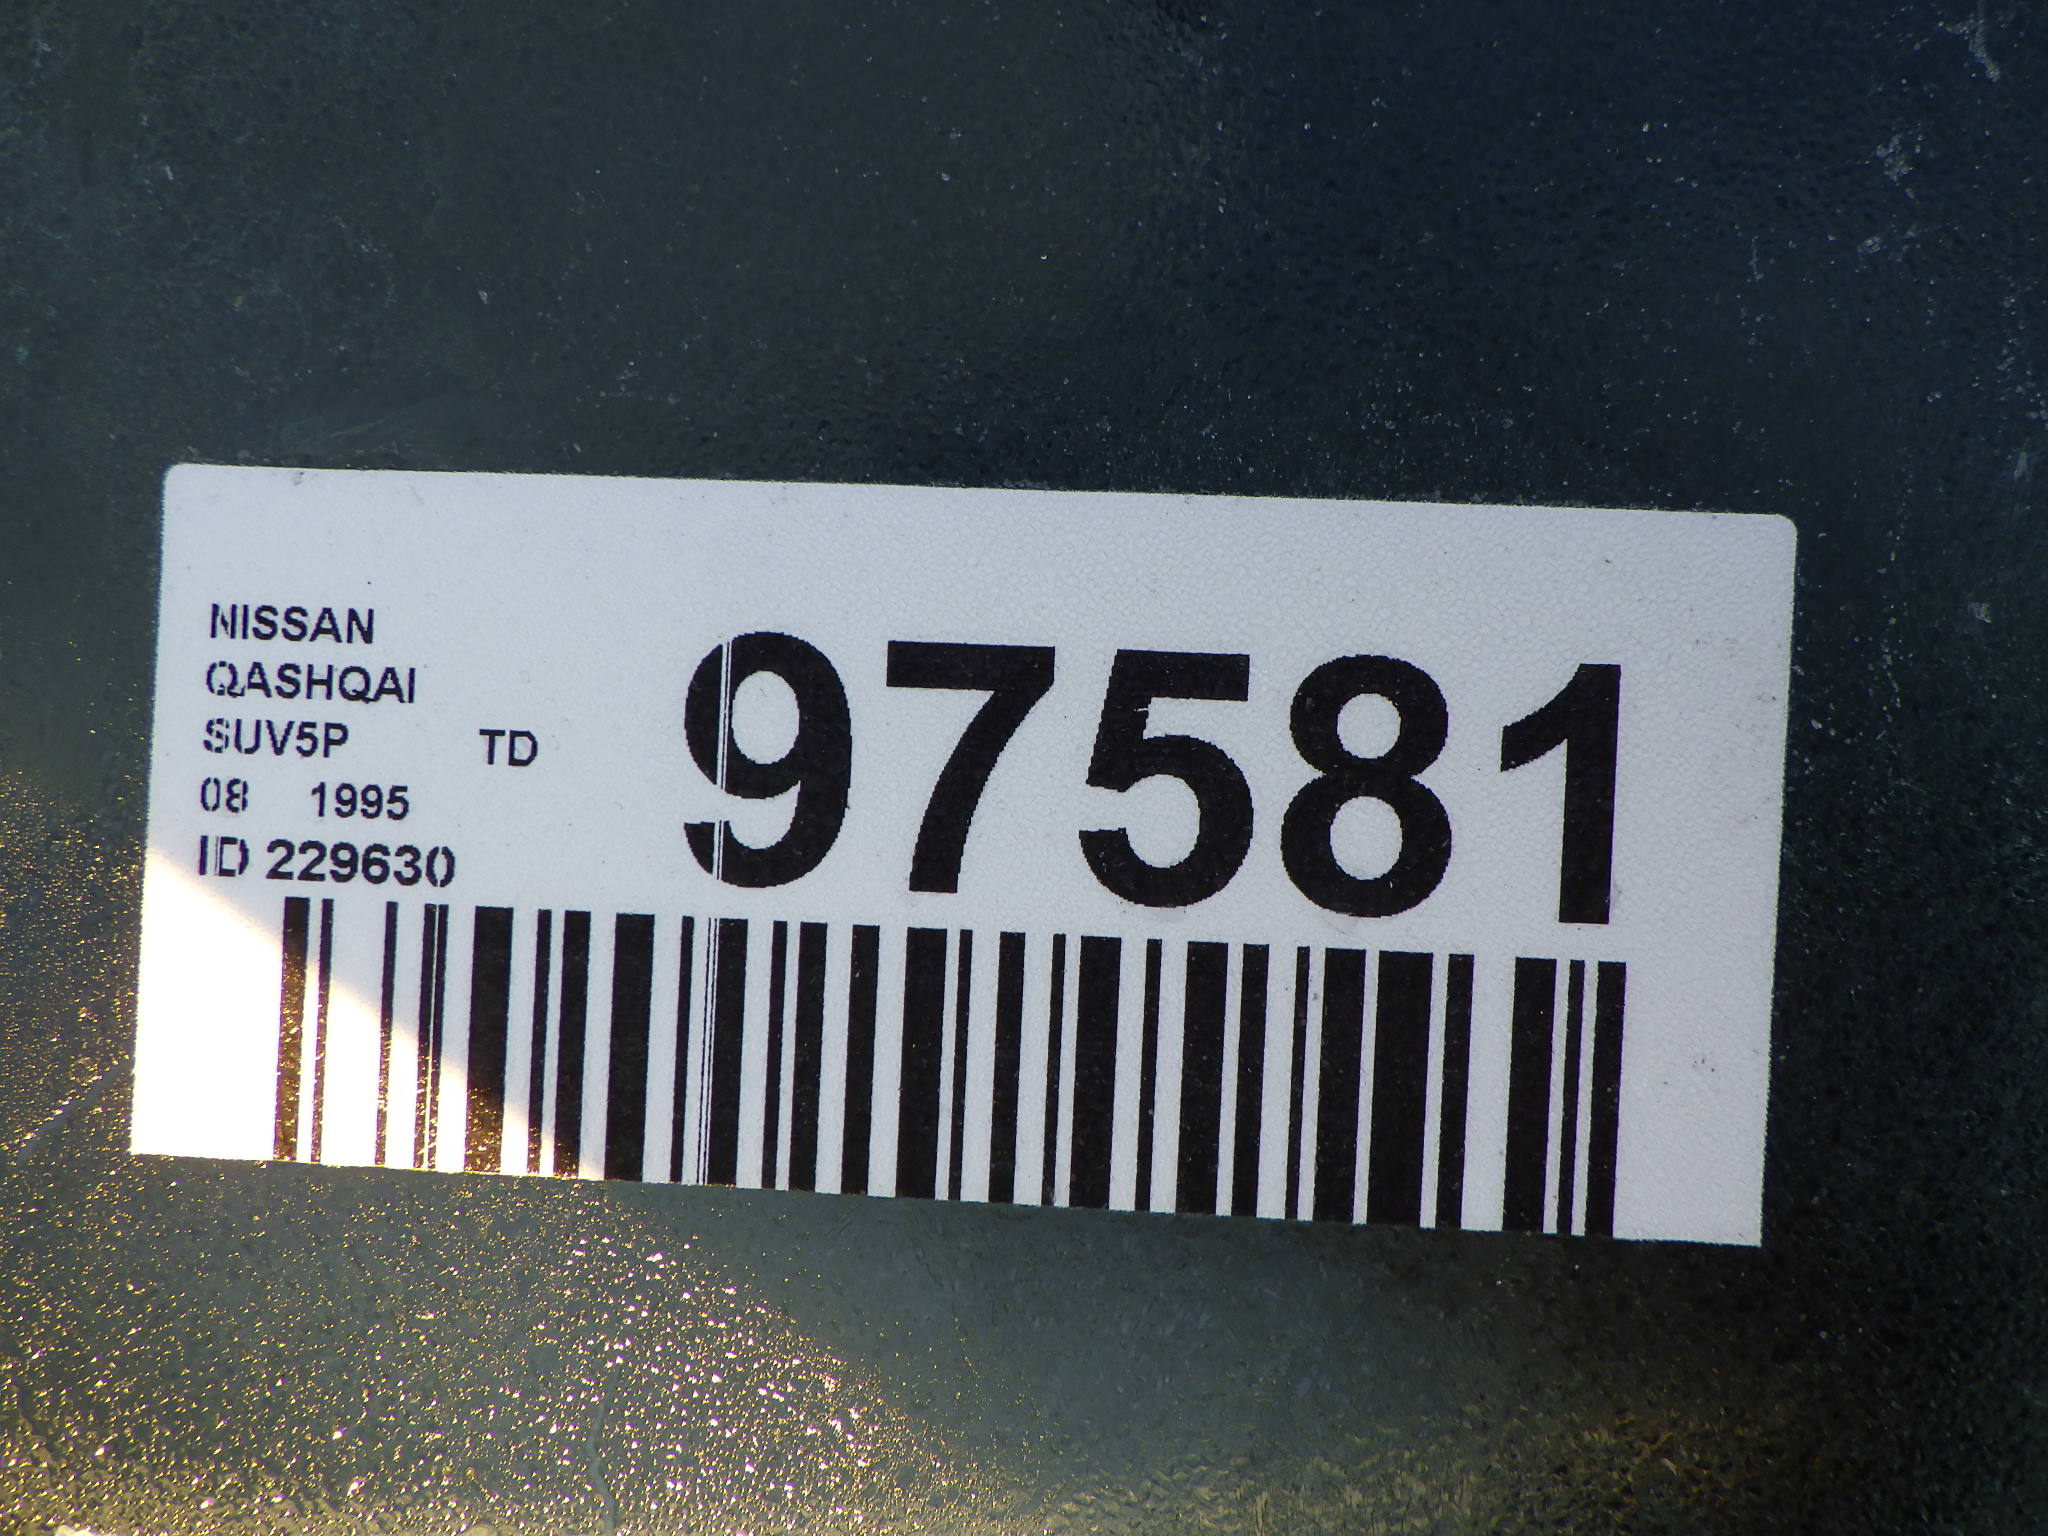 NISSAN
QASHQAI
SUV5P TD
08 1995
ID 229630
97581